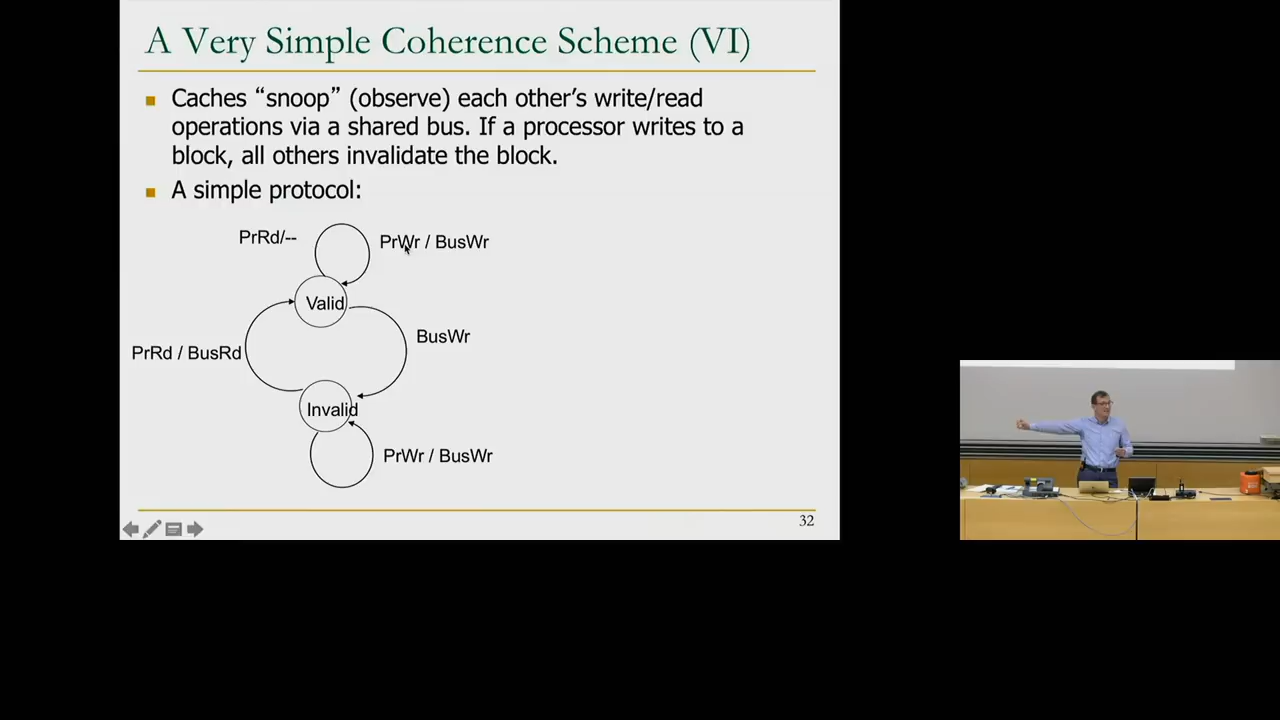 A Very Simple Coherence Scheme (VI)
Caches “snoop” (observe) each other’s write/read
operations via a shared bus. If a processor writes to a
block, all others invalidate the block.
A simple protocol:
PrRd/--
PrWr / BusWr
Valid
BusWr
PrRd / BusRd
Invalid
PrWr / BusWr
32